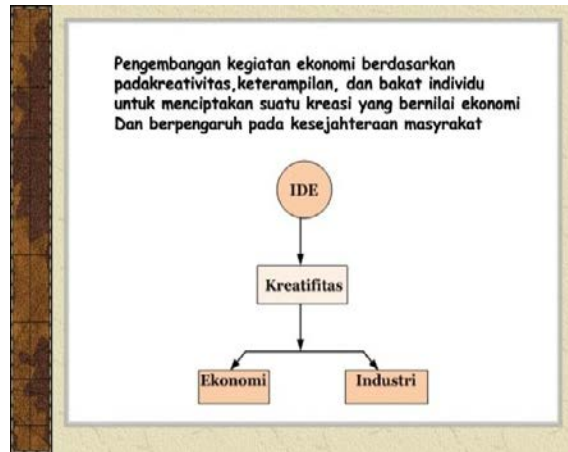 Pengembangan kegiatan ekonomi berdasarkan
padakreativitas,keterampilan, dan bakat individu
untuk menciptakan suatu kreasi yang bernilai ekonomi
Dan berpengaruh pada kesejahteraan masyrakat
IDE
Kreatifitas
Ekonomi
Industri